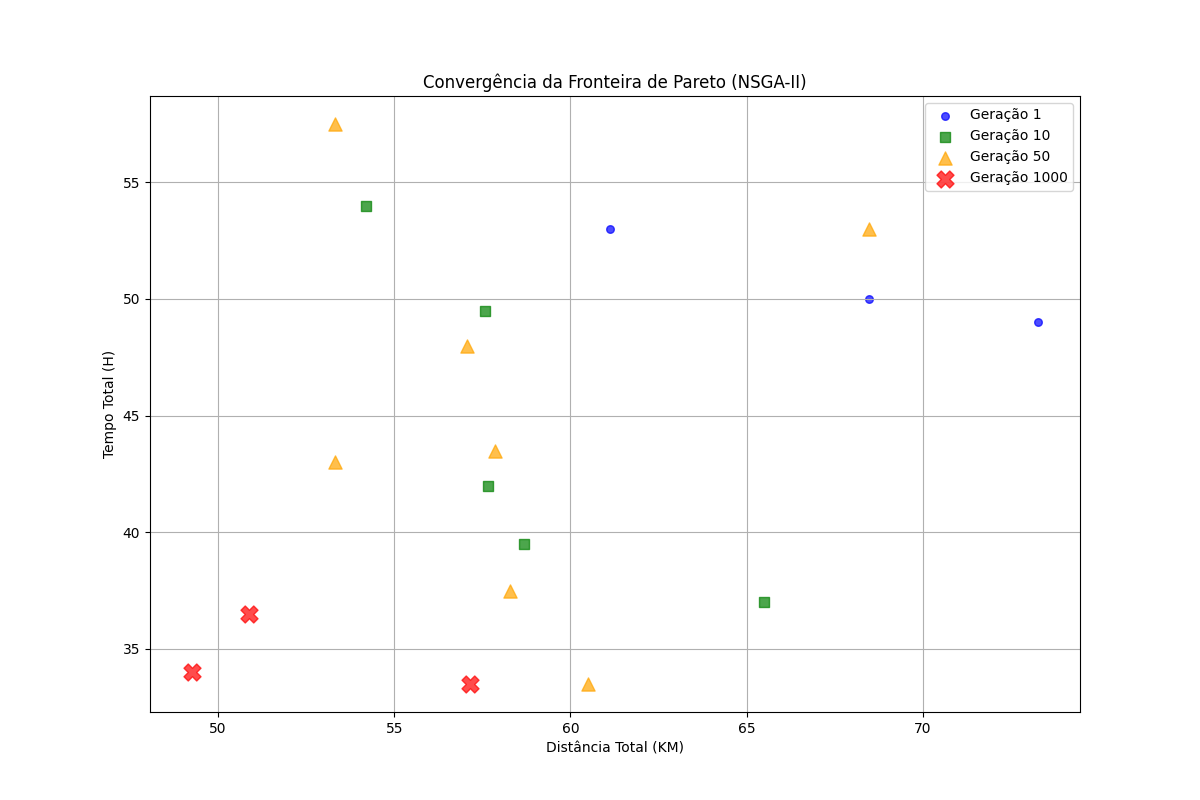 Convergência da Fronteira de Pareto (NSGA-II)
Geração 1
Geração 10
Geração 50
Geração 1000
55
50
45
40
35
Tempo Total (H)
50 55 60 65 70
Distância Total (KM)